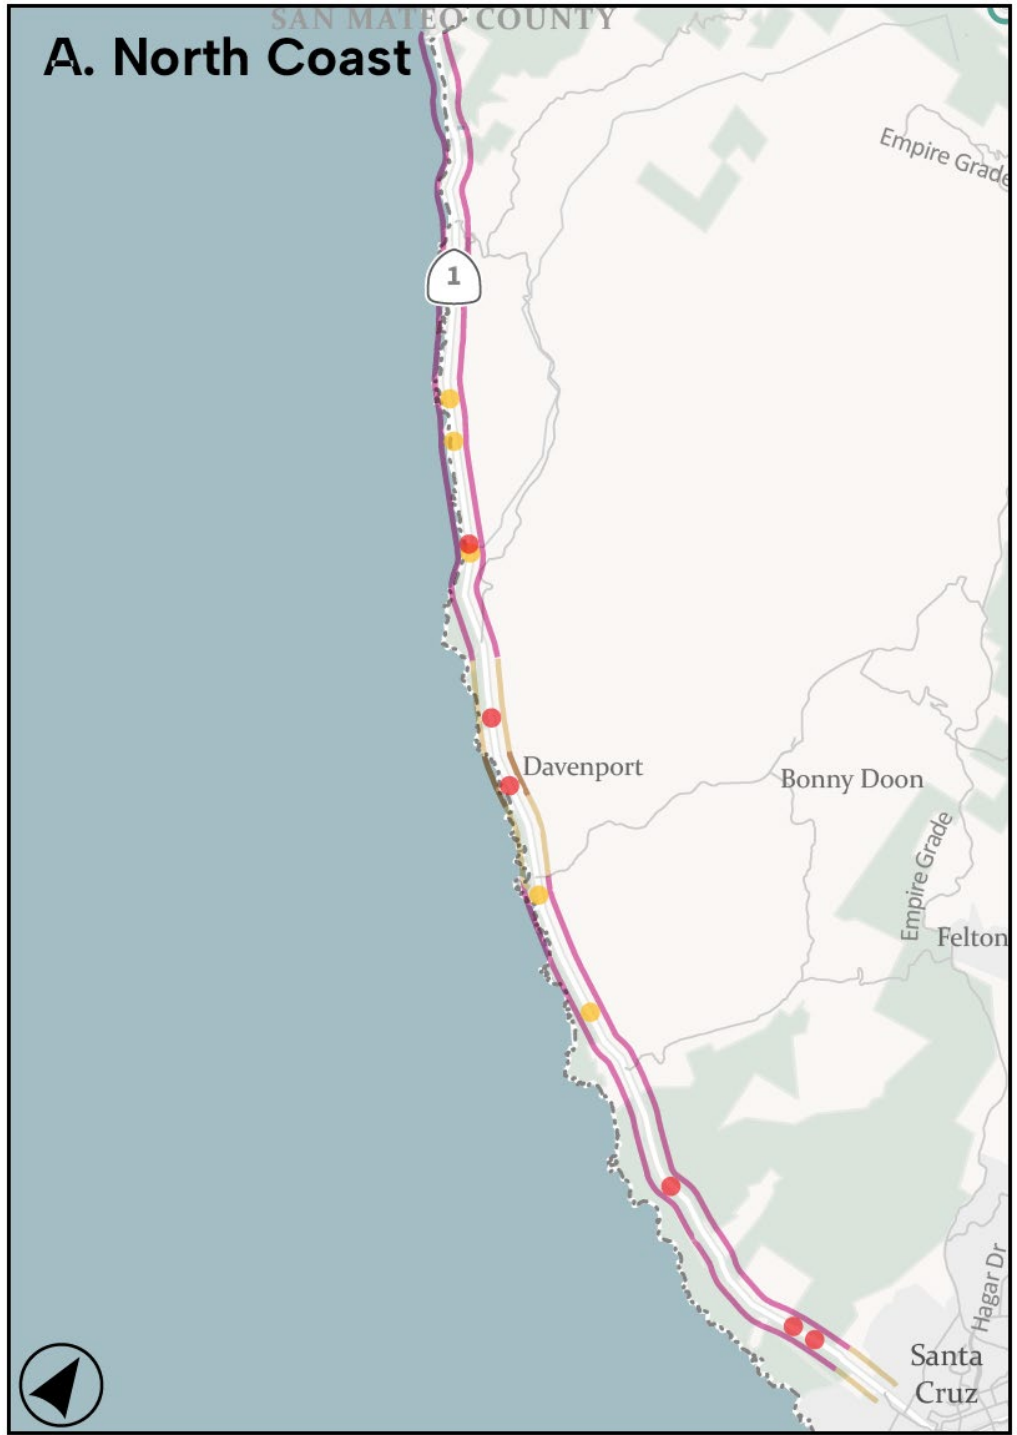 SAN MATEO COUNTY
A. North Coast
Empire Grade
1
Davenport
Bonny Doon
Empire Grade
Felton
Hagar Dr
Santa
Cruz